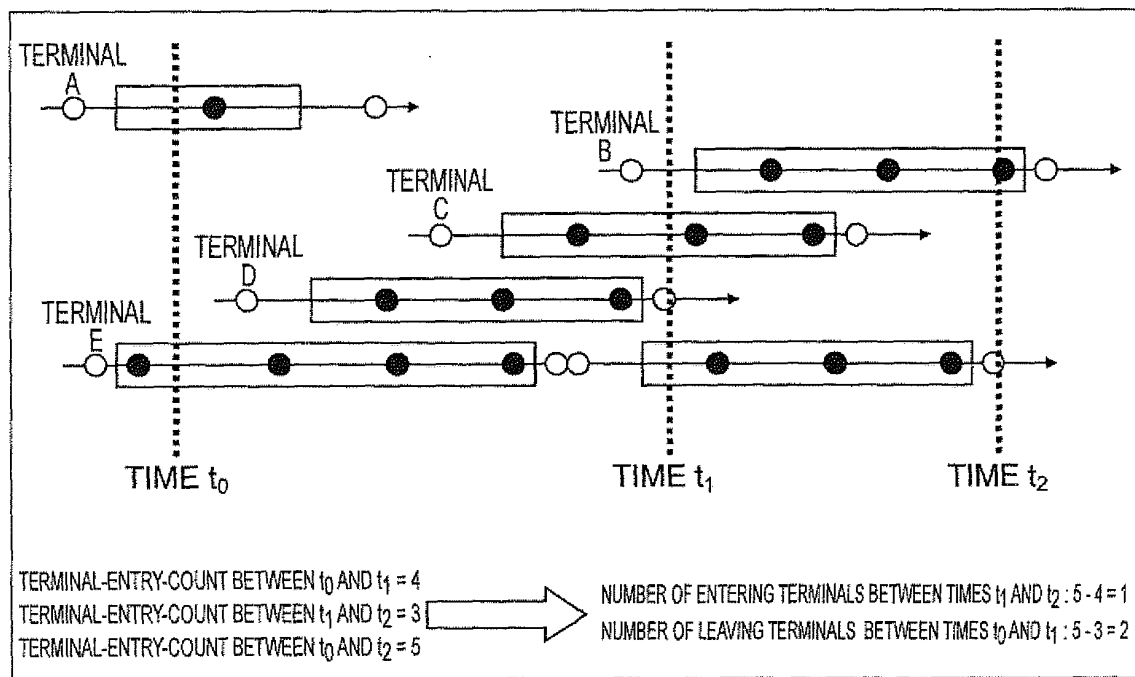 TERMINAL
A
TERMINAL
B
TERMINAL
C
TERMINAL
D
TERMINAL
E
TIME t₀
TIME t₁
TIME t₂
TERMINAL-ENTRY-COUNT BETWEEN t₀ AND t₁ = 4
TERMINAL-ENTRY-COUNT BETWEEN t₁ AND t₂ = 3
TERMINAL-ENTRY-COUNT BETWEEN t₀ AND t₂ = 5
NUMBER OF ENTERING TERMINALS BETWEEN TIMES t₁ AND t₂ : 5 - 4 = 1
NUMBER OF LEAVING TERMINALS BETWEEN TIMES t₀ AND t₁ : 5 - 3 = 2